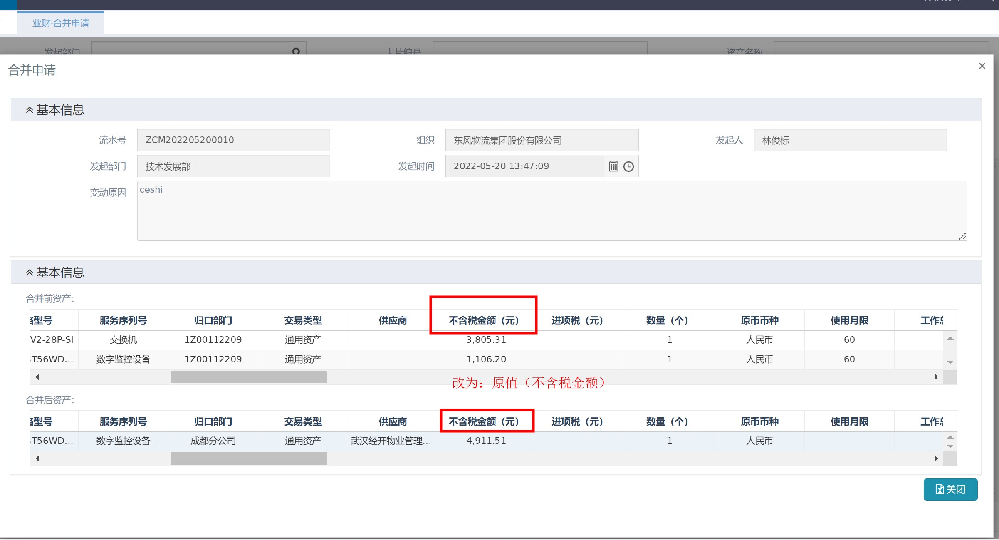 业财-合并申请
发起部门 卡片编号 资产名称
合并申请
基本信息
流水号 ZCM202205200010 组织 东风物流集团股份有限公司 发起人 林俊标
发起部门 技术发展部 发起时间 2022-05-20 13:47:09
变动原因 ceshi
基本信息
合并前资产：
型号 服务序列号 归口部门 交易类型 供应商 不含税金额（元） 进项税（元） 数量（个） 原币币种 使用月限 工作
V2-28P-SI 交换机 1Z00112209 通用资产 3,805.31 1 人民币 60
T56WD... 数字监控设备 1Z00112209 通用资产 1,106.20 1 人民币 60
改为：原值（不含税金额）
合并后资产：
型号 服务序列号 归口部门 交易类型 供应商 不含税金额（元） 进项税（元） 数量（个） 原币币种 使用月限 工作
T56WD... 数字监控设备 成都分公司 通用资产 武汉经开物业管理... 4,911.51 1 人民币
关闭